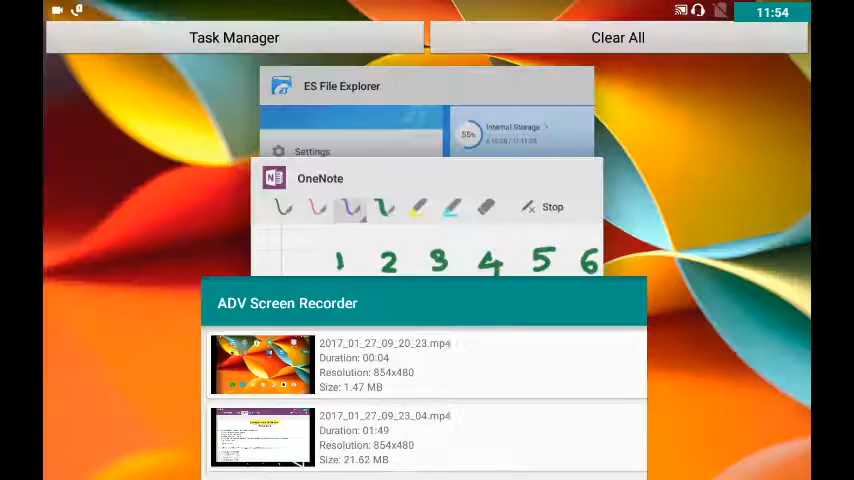 11:54
Task Manager
Clear All
ES File Explorer
55%
Internal Storage >
Settings
OneNote
Stop
1 2 3 4 5 6
ADV Screen Recorder
2017_01_27_09_20_23.mp4
Duration: 00:04
Resolution: 854x480
Size: 1.47 MB
2017_01_27_09_23_04.mp4
Duration: 01:49
Resolution: 854x480
Size: 21.62 MB